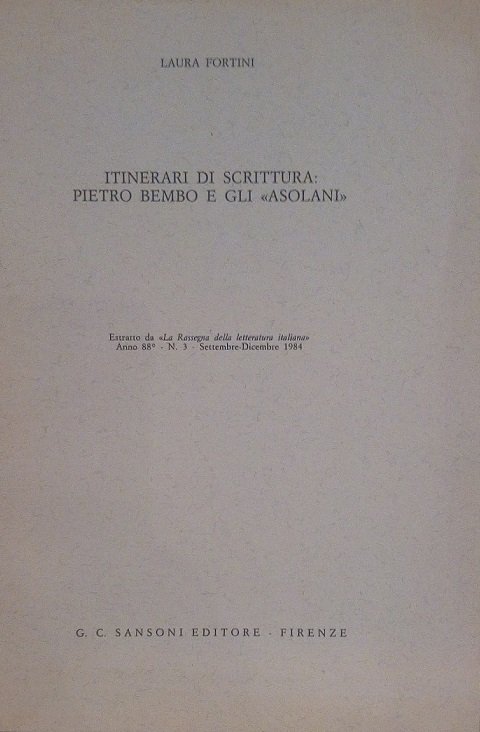 LAURA FORTINI
ITINERARI DI SCRITTURA:
PIETRO BEMBO E GLI «ASOLANI»
Estratto da «La Rassegna della letteratura italiana»
Anno 88° - N. 3 - Settembre-Dicembre 1984
G. C. SANSONI EDITORE - FIRENZE